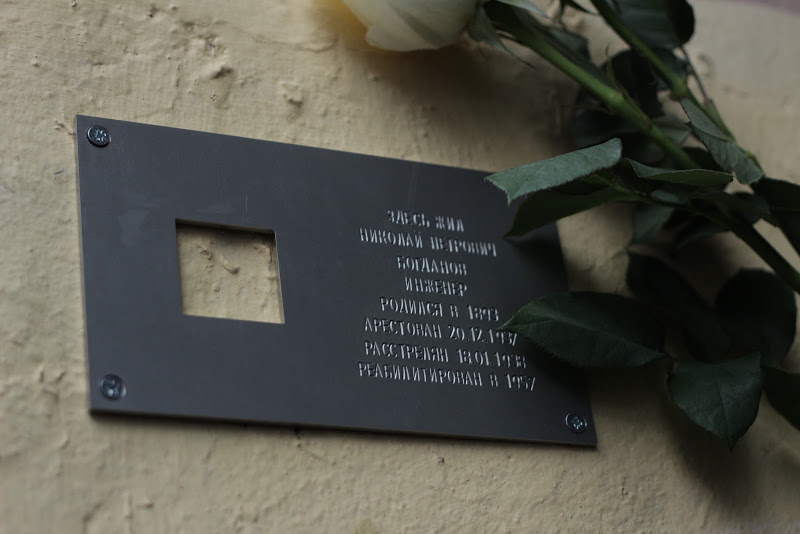 ЗДЕСЬ ЖИЛ
НИКОЛАЙ ПЕТРОВИЧ
БОГДАНОВ
ИНЖЕНЕР
РОДИЛСЯ В 1893
АРЕСТОВАН 20.12.1937
РАССТРЕЛЯН 18.01.1938
РЕАБИЛИТИРОВАН В 1957